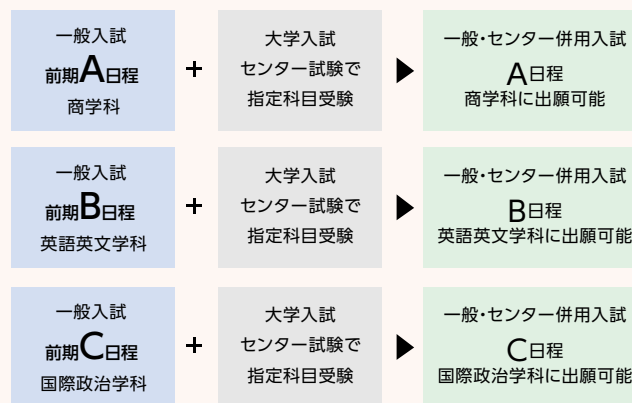 一般入試
前期A日程
商学科
+
大学入試
センター試験で
指定科目受験
▶
一般・センター併用入試
A日程
商学科に出願可能
一般入試
前期B日程
英語英文学科
+
大学入試
センター試験で
指定科目受験
▶
一般・センター併用入試
B日程
英語英文学科に出願可能
一般入試
前期C日程
国際政治学科
+
大学入試
センター試験で
指定科目受験
▶
一般・センター併用入試
C日程
国際政治学科に出願可能